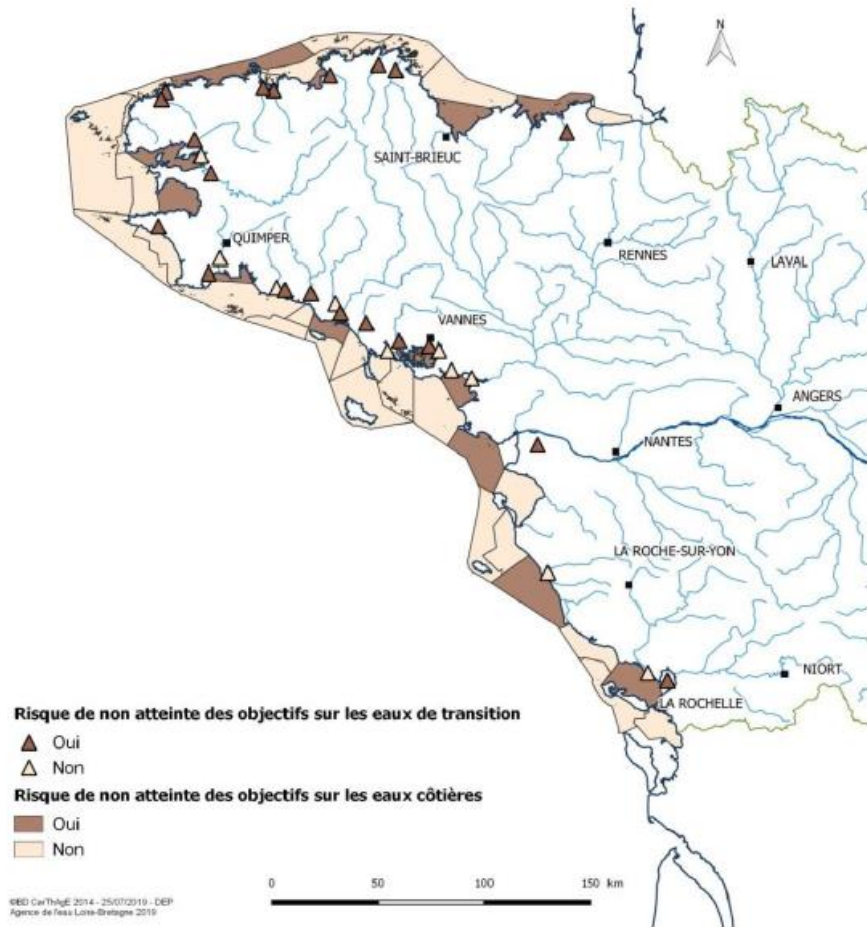 N
SAINT-BRIEUC
QUIMPER
RENNES
LAVAL
VANNES
ANGERS
NANTES
LA ROCHE-SUR-YON
NIORT
LA ROCHELLE
Risque de non atteinte des objectifs sur les eaux de transition
Oui
Non
Risque de non atteinte des objectifs sur les eaux côtières
Oui
Non
0 50 100 150 km
©BD CarThAgE 2014 - 25/07/2019 - DEP
Agence de l'eau Loire-Bretagne 2019